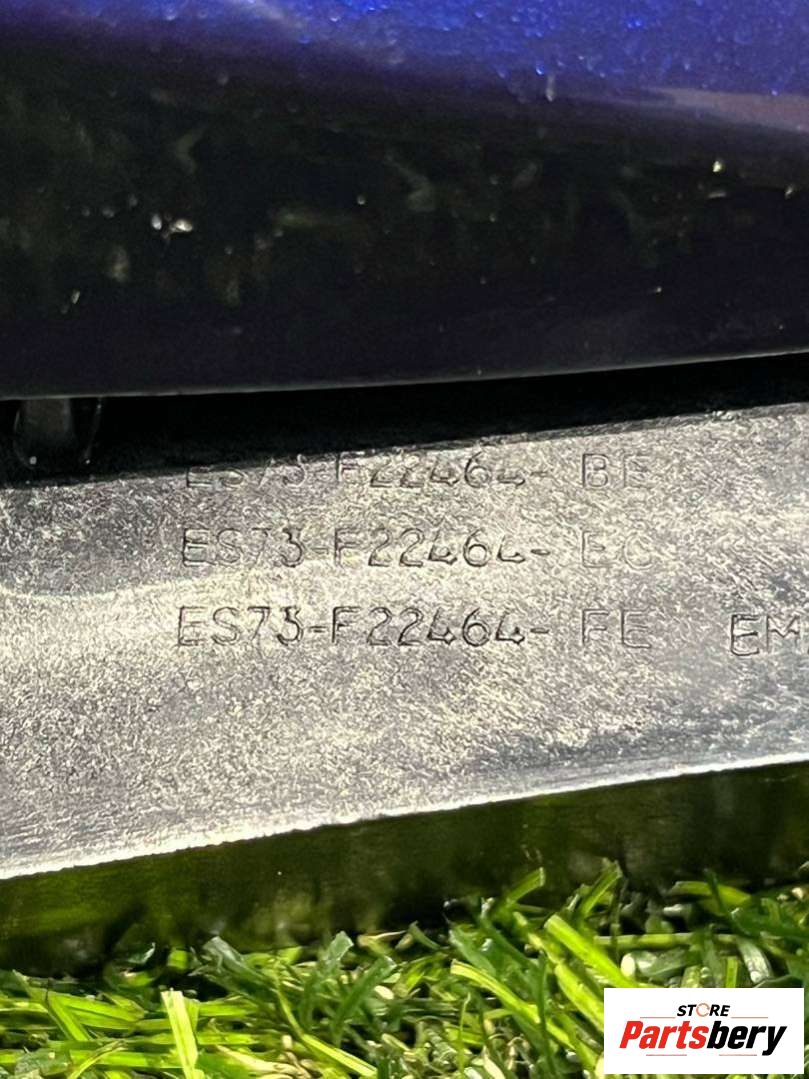 ES73-F22464- BE
ES73-F22464- EC
ES73-F22464- FE
STORE
Partsbery